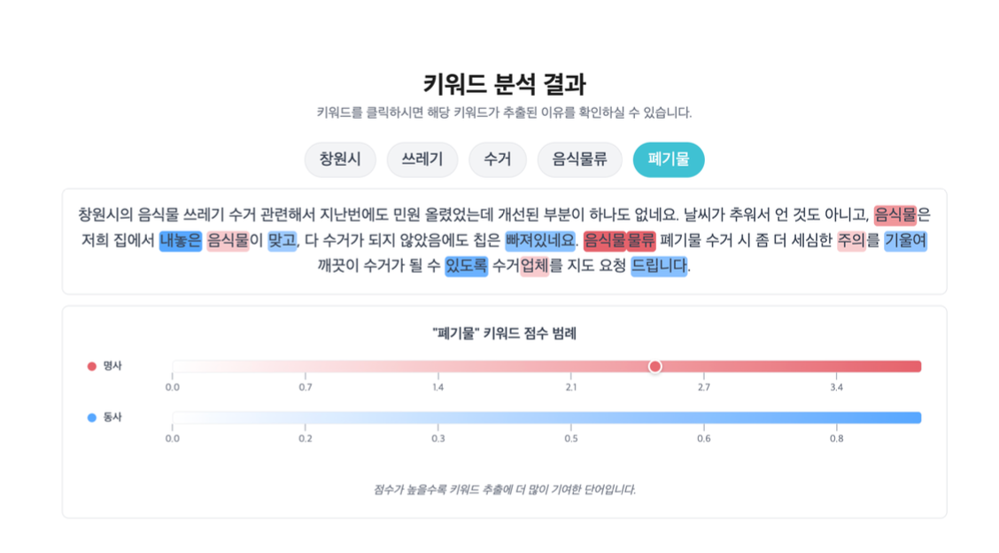 키워드 분석 결과
키워드를 클릭하시면 해당 키워드가 추출된 이유를 확인하실 수 있습니다.
창원시 쓰레기 수거 음식물류 폐기물
창원시의 음식물 쓰레기 수거 관련해서 지난번에도 민원 올렸었는데 개선된 부분이 하나도 없네요. 날씨가 추워서 언 것도 아니고, 음식물은
저희 집에서 내놓은 음식물이 맞고, 다 수거가 되지 않았음에도 칩은 빠져있네요. 음식물물류 폐기물 수거 시 좀 더 세심한 주의를 기울여
깨끗이 수거가 될 수 있도록 수거업체를 지도 요청 드립니다.
"폐기물" 키워드 점수 범례
명사
0.0 0.7 1.4 2.1 2.7 3.4
동사
0.0 0.2 0.3 0.5 0.6 0.8
점수가 높을수록 키워드 추출에 더 많이 기여한 단어입니다.